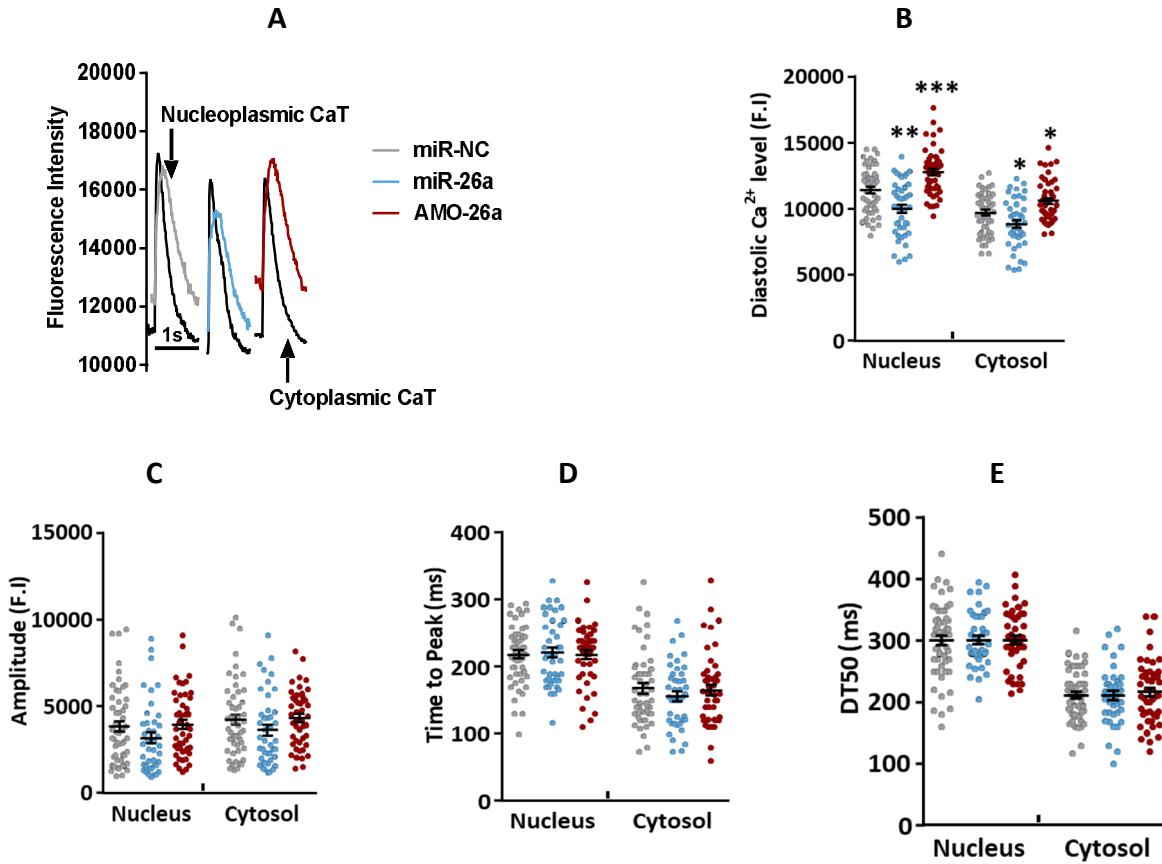 A
20000
18000
16000
14000
12000
10000
Fluorescence Intensity
Nucleoplasmic CaT
1s
Cytoplasmic CaT
miR-NC
miR-26a
AMO-26a
B
20000
15000
10000
5000
0
Diastolic Ca2+ level (F.I)
**
***
*
*
Nucleus
Cytosol
C
15000
10000
5000
0
Amplitude (F.I)
Nucleus
Cytosol
D
400
300
200
100
0
Time to Peak (ms)
Nucleus
Cytosol
E
500
400
300
200
100
0
DT50 (ms)
Nucleus
Cytosol